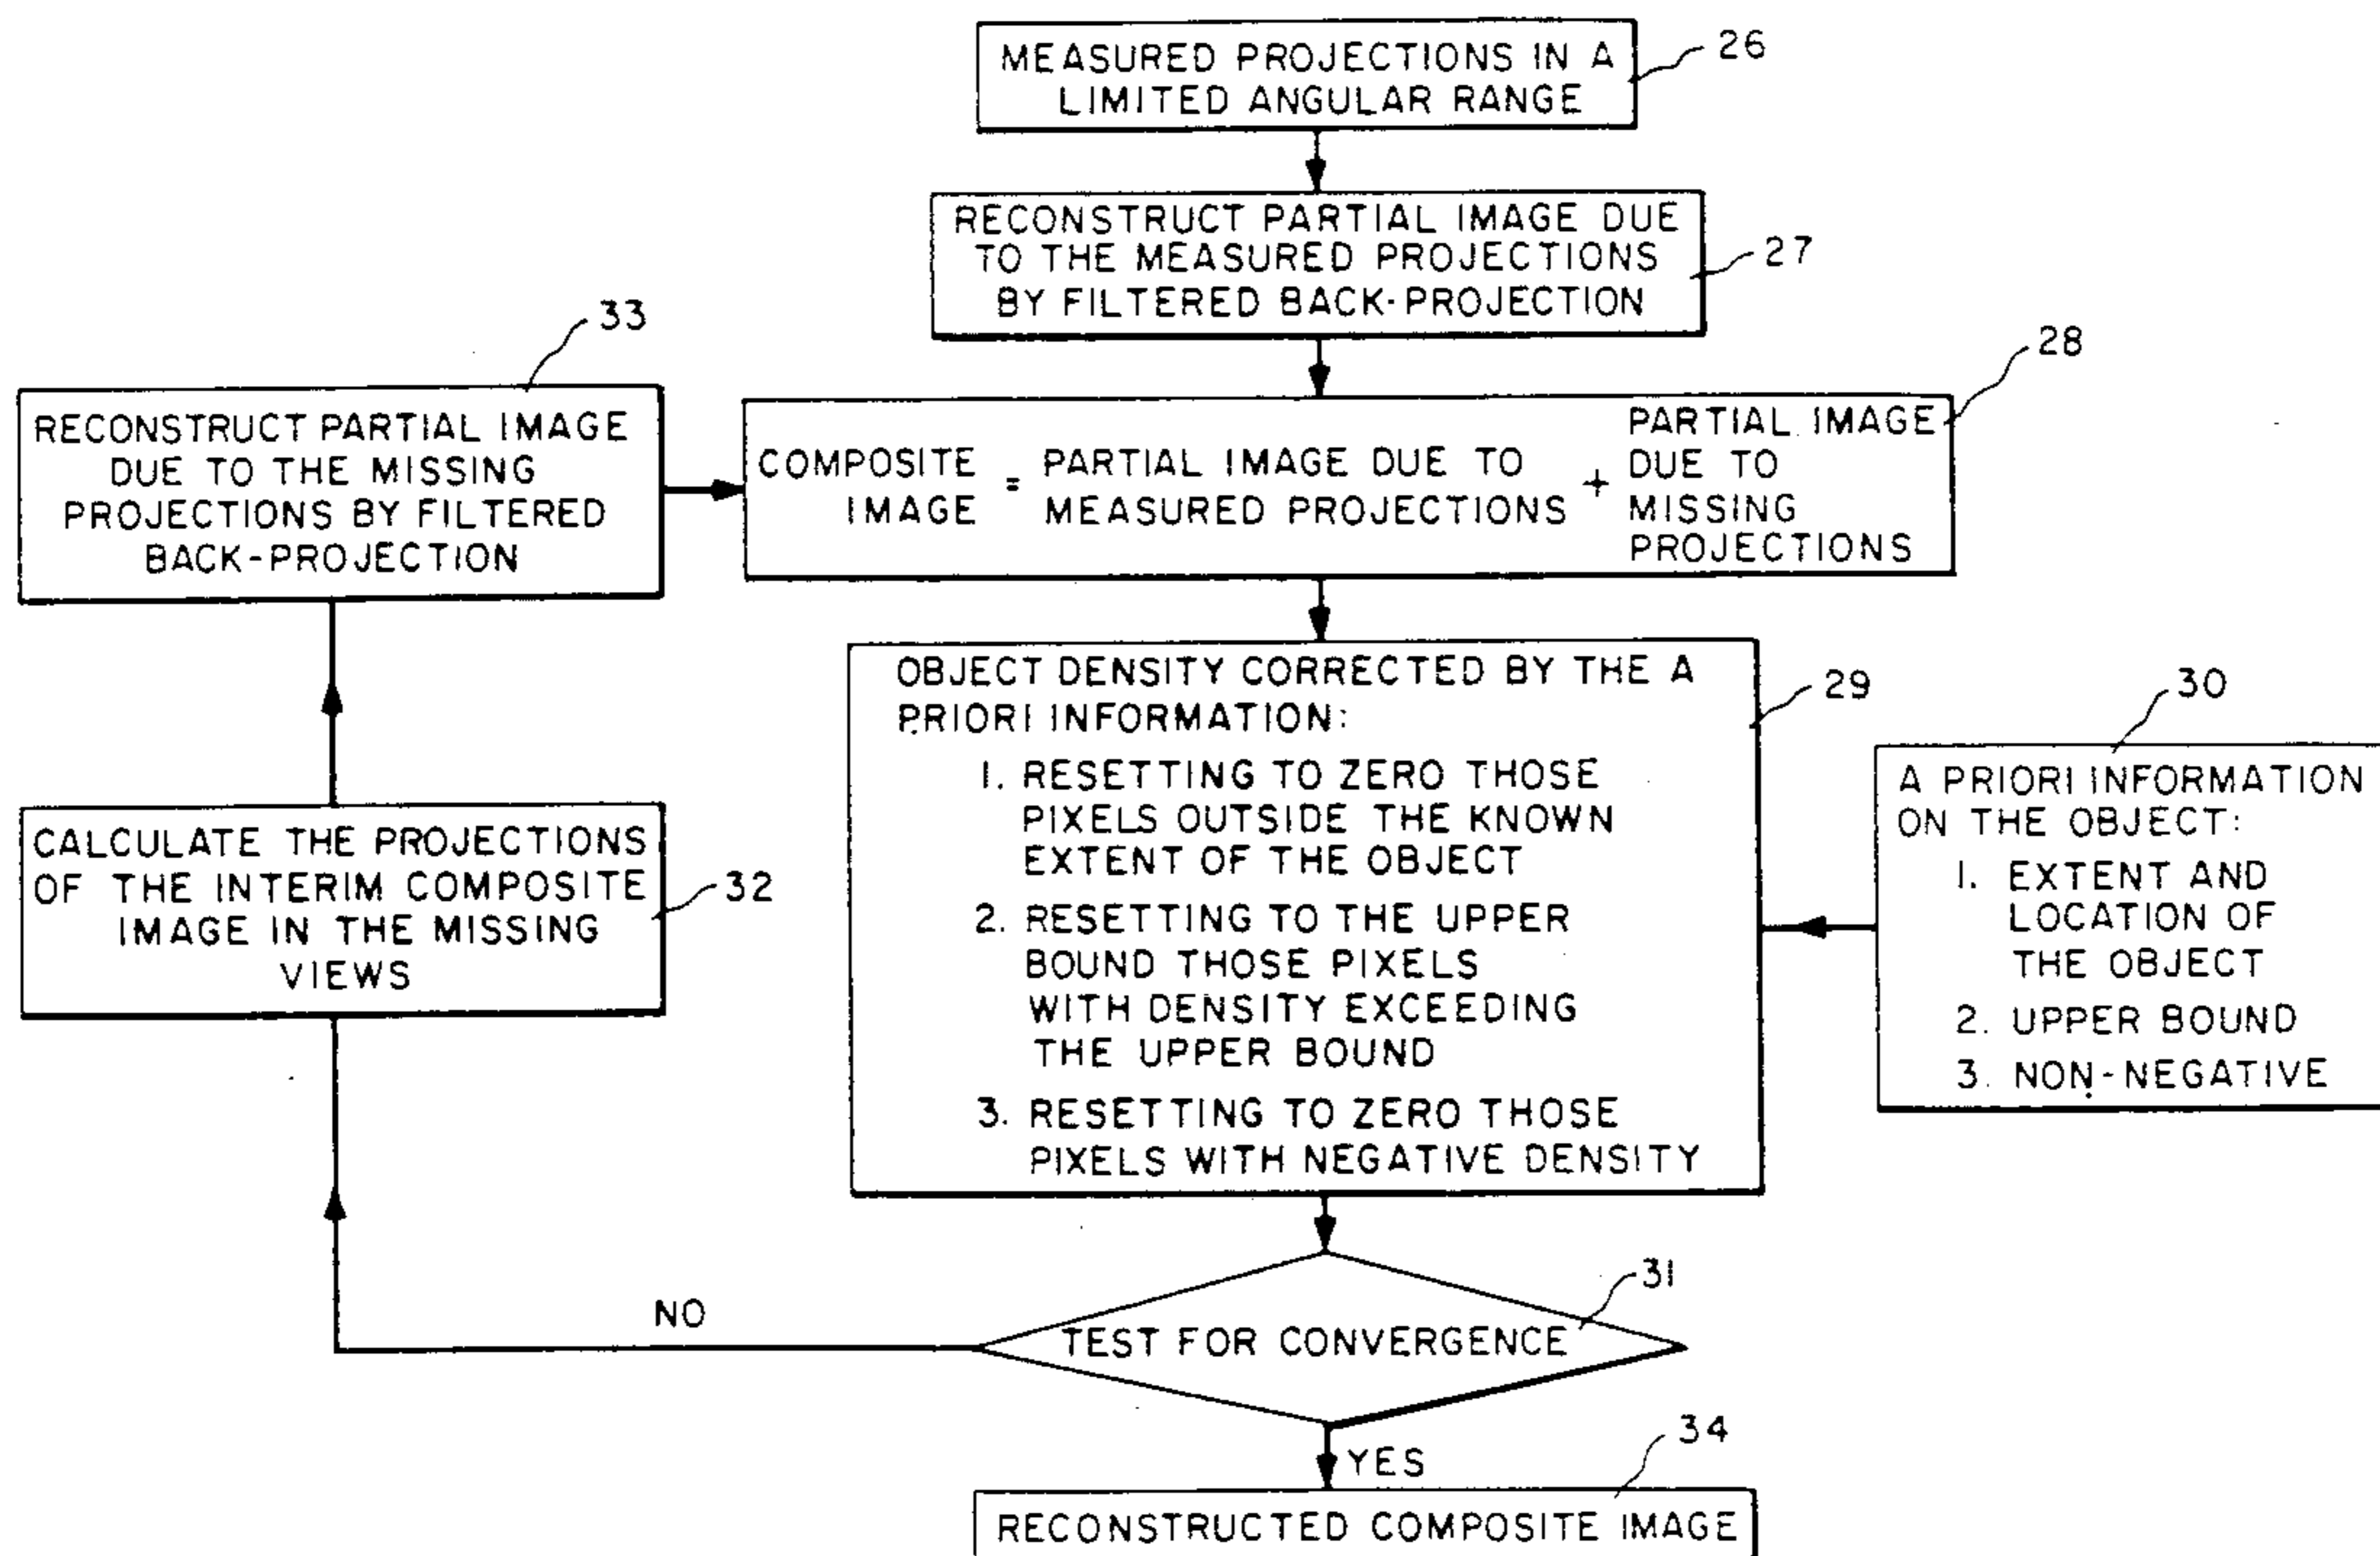 MEASURED PROJECTIONS IN A
LIMITED ANGULAR RANGE
26
RECONSTRUCT PARTIAL IMAGE DUE
TO THE MEASURED PROJECTIONS
BY FILTERED BACK-PROJECTION
27
33
RECONSTRUCT PARTIAL IMAGE
DUE TO THE MISSING
PROJECTIONS BY FILTERED
BACK-PROJECTION
28
COMPOSITE
IMAGE
=
PARTIAL IMAGE DUE TO
MEASURED PROJECTIONS
+
PARTIAL IMAGE
DUE TO
MISSING
PROJECTIONS
OBJECT DENSITY CORRECTED BY THE A
PRIORI INFORMATION:
1. RESETTING TO ZERO THOSE
PIXELS OUTSIDE THE KNOWN
EXTENT OF THE OBJECT
2. RESETTING TO THE UPPER
BOUND THOSE PIXELS
WITH DENSITY EXCEEDING
THE UPPER BOUND
3. RESETTING TO ZERO THOSE
PIXELS WITH NEGATIVE DENSITY
29
30
A PRIORI INFORMATION
ON THE OBJECT:
1. EXTENT AND
LOCATION OF
THE OBJECT
2. UPPER BOUND
3. NON-NEGATIVE
CALCULATE THE PROJECTIONS
OF THE INTERIM COMPOSITE
IMAGE IN THE MISSING
VIEWS
32
31
TEST FOR CONVERGENCE
NO
YES
34
RECONSTRUCTED COMPOSITE IMAGE